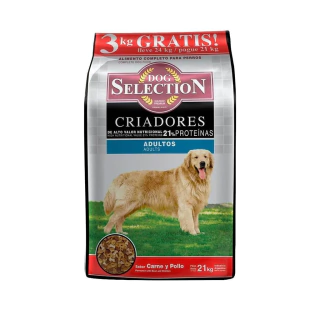 3 kg GRATIS!
lleve 24 kg / pague 21 kg
ALIMENTO COMPLETO PARA PERROS
DOG
SELECTION
CRIADORES
DE ALTO VALOR NUTRICIONAL 21% PROTEÍNAS
ADULTOS
ADULTS
Sabor Carne y Pollo
21 kg